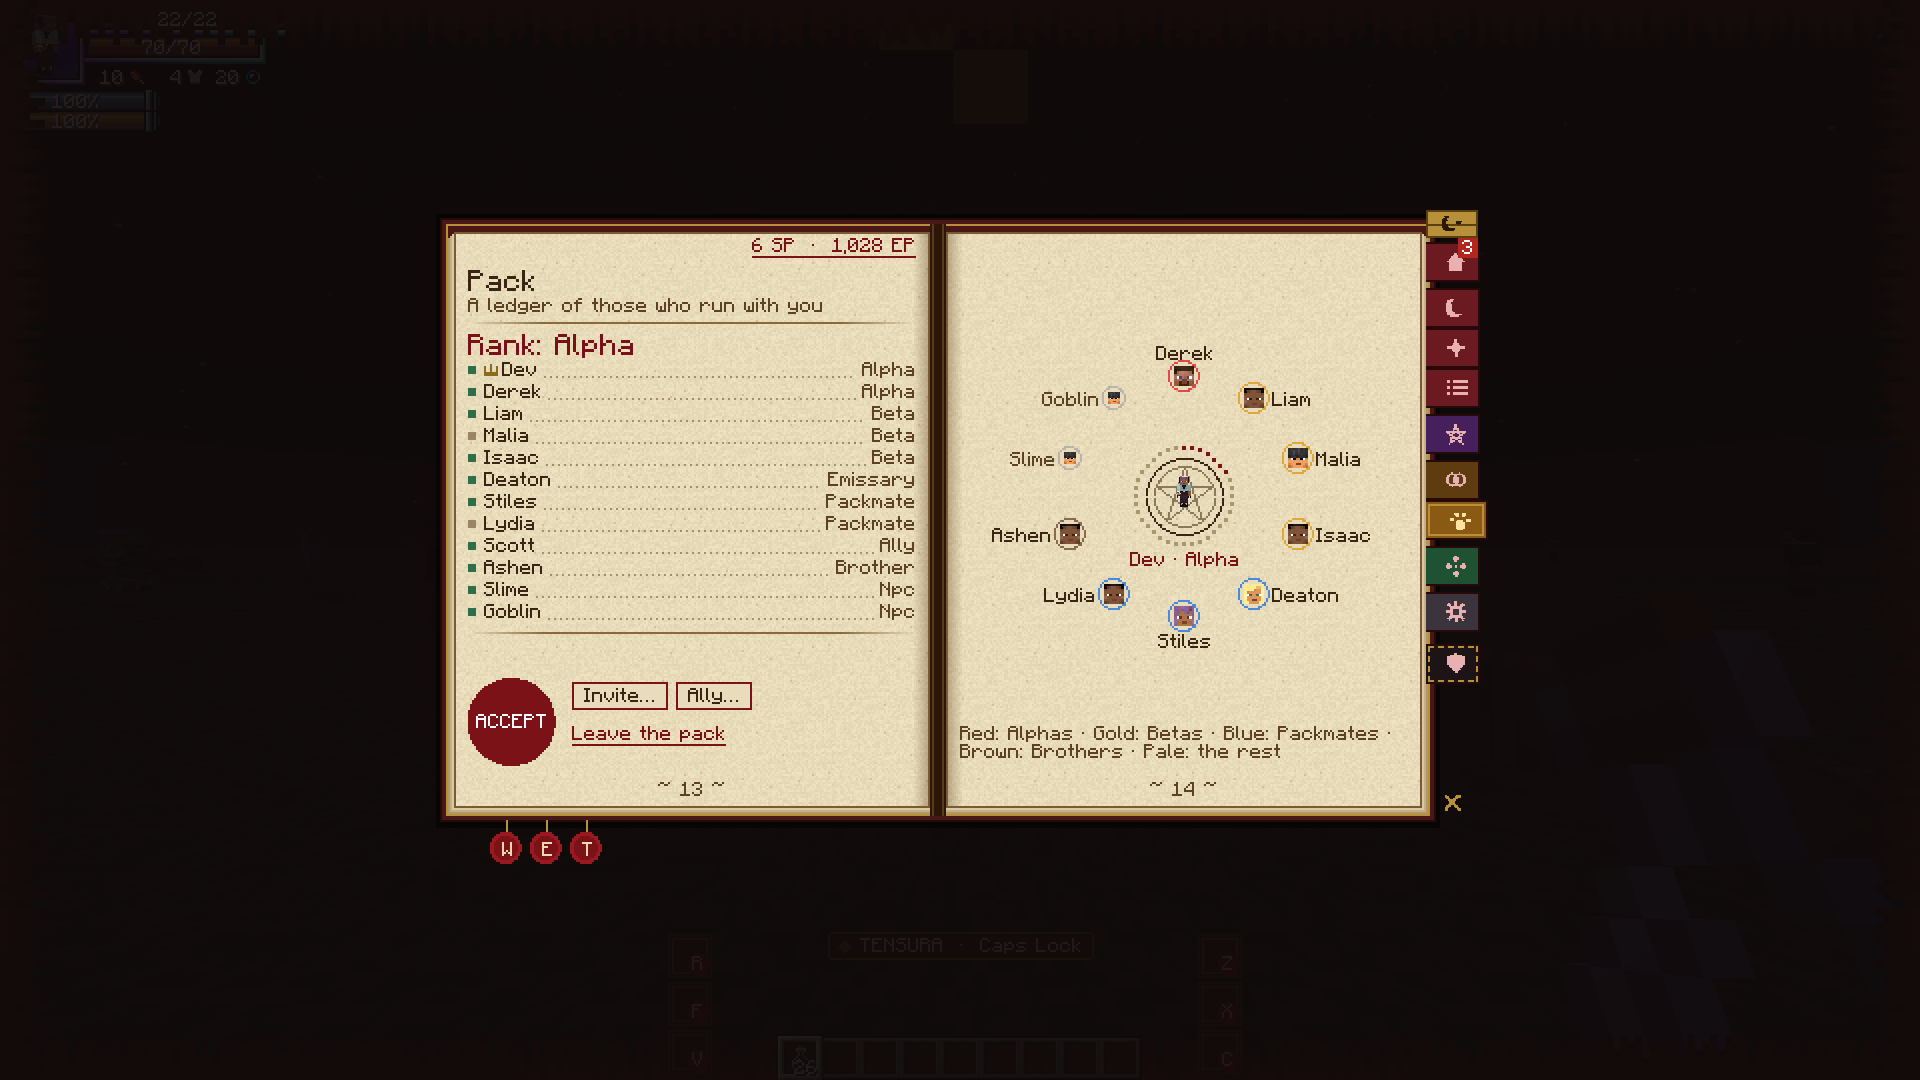 22/22
70/70
10 4 20
100%
100%
6 SP · 1,028 EP
Pack
A ledger of those who run with you
Rank: Alpha
Dev Alpha
Derek Alpha
Liam Beta
Malia Beta
Isaac Beta
Deaton Emissary
Stiles Packmate
Lydia Packmate
Scott Ally
Ashen Brother
Slime Npc
Goblin Npc
ACCEPT
Invite...
Ally...
Leave the pack
~ 13 ~
Derek
Goblin
Liam
Slime
Malia
Ashen
Isaac
Dev · Alpha
Lydia
Deaton
Stiles
Red: Alphas · Gold: Betas · Blue: Packmates ·
Brown: Brothers · Pale: the rest
~ 14 ~
3
X
W E T
TENSURA · Caps Lock
R
F
V
Z
X
C
26